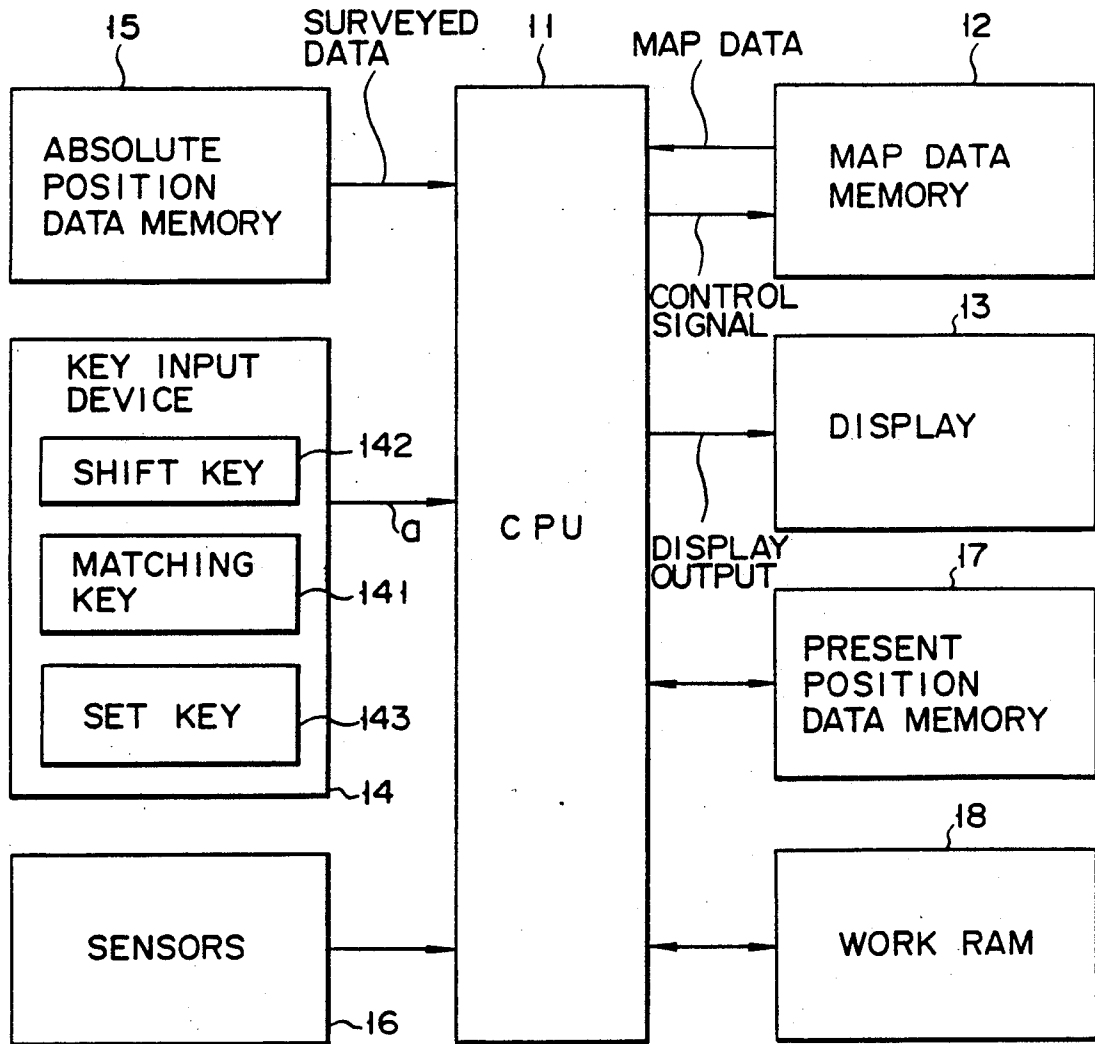 15
SURVEYED
DATA
11
MAP DATA
12
ABSOLUTE
POSITION
DATA MEMORY
MAP DATA
MEMORY
CONTROL
SIGNAL
13
KEY INPUT
DEVICE
142
SHIFT KEY
a
MATCHING
KEY
141
SET KEY
143
14
CPU
DISPLAY
DISPLAY
OUTPUT
17
PRESENT
POSITION
DATA MEMORY
18
SENSORS
16
WORK RAM